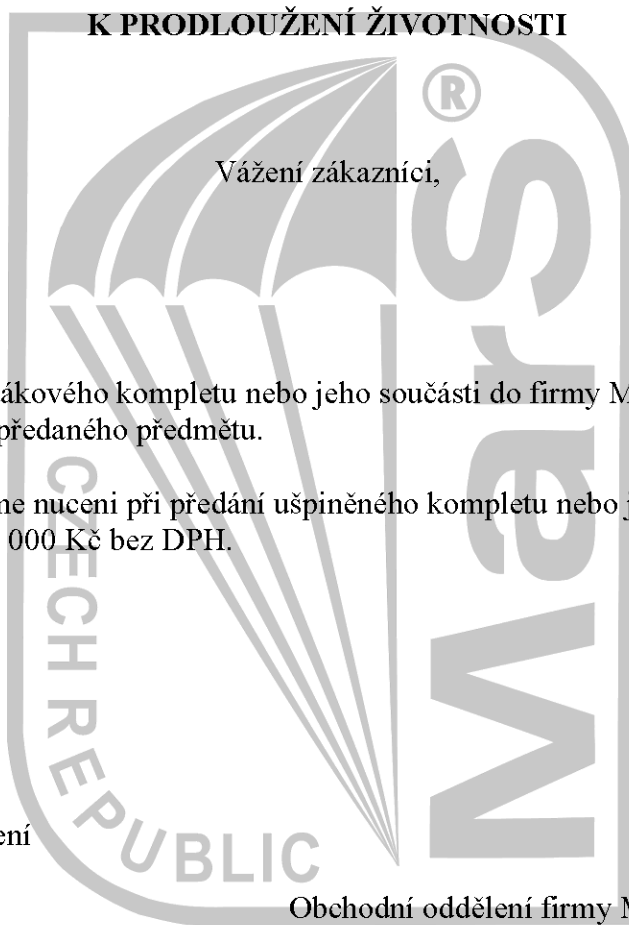 K PRODLOUŽENÍ ŽIVOTNOSTI
®
Vážení zákazníci,
ákového kompletu nebo jeho součásti do firmy M
předaného předmětu.
me nuceni při předání ušpiněného kompletu nebo j
000 Kč bez DPH.
ení
Obchodní oddělení firmy M
MarS
CZECH REPUBLIC